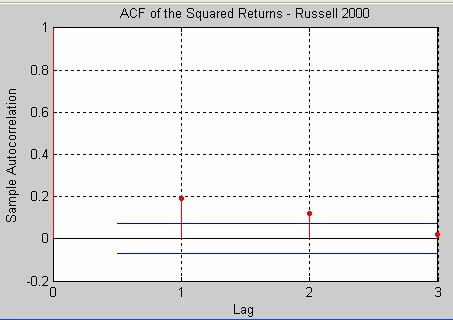 ACF of the Squared Returns - Russell 2000
1
0.8
0.6
0.4
0.2
0
-0.2
Sample Autocorrelation
0 1 2 3
Lag